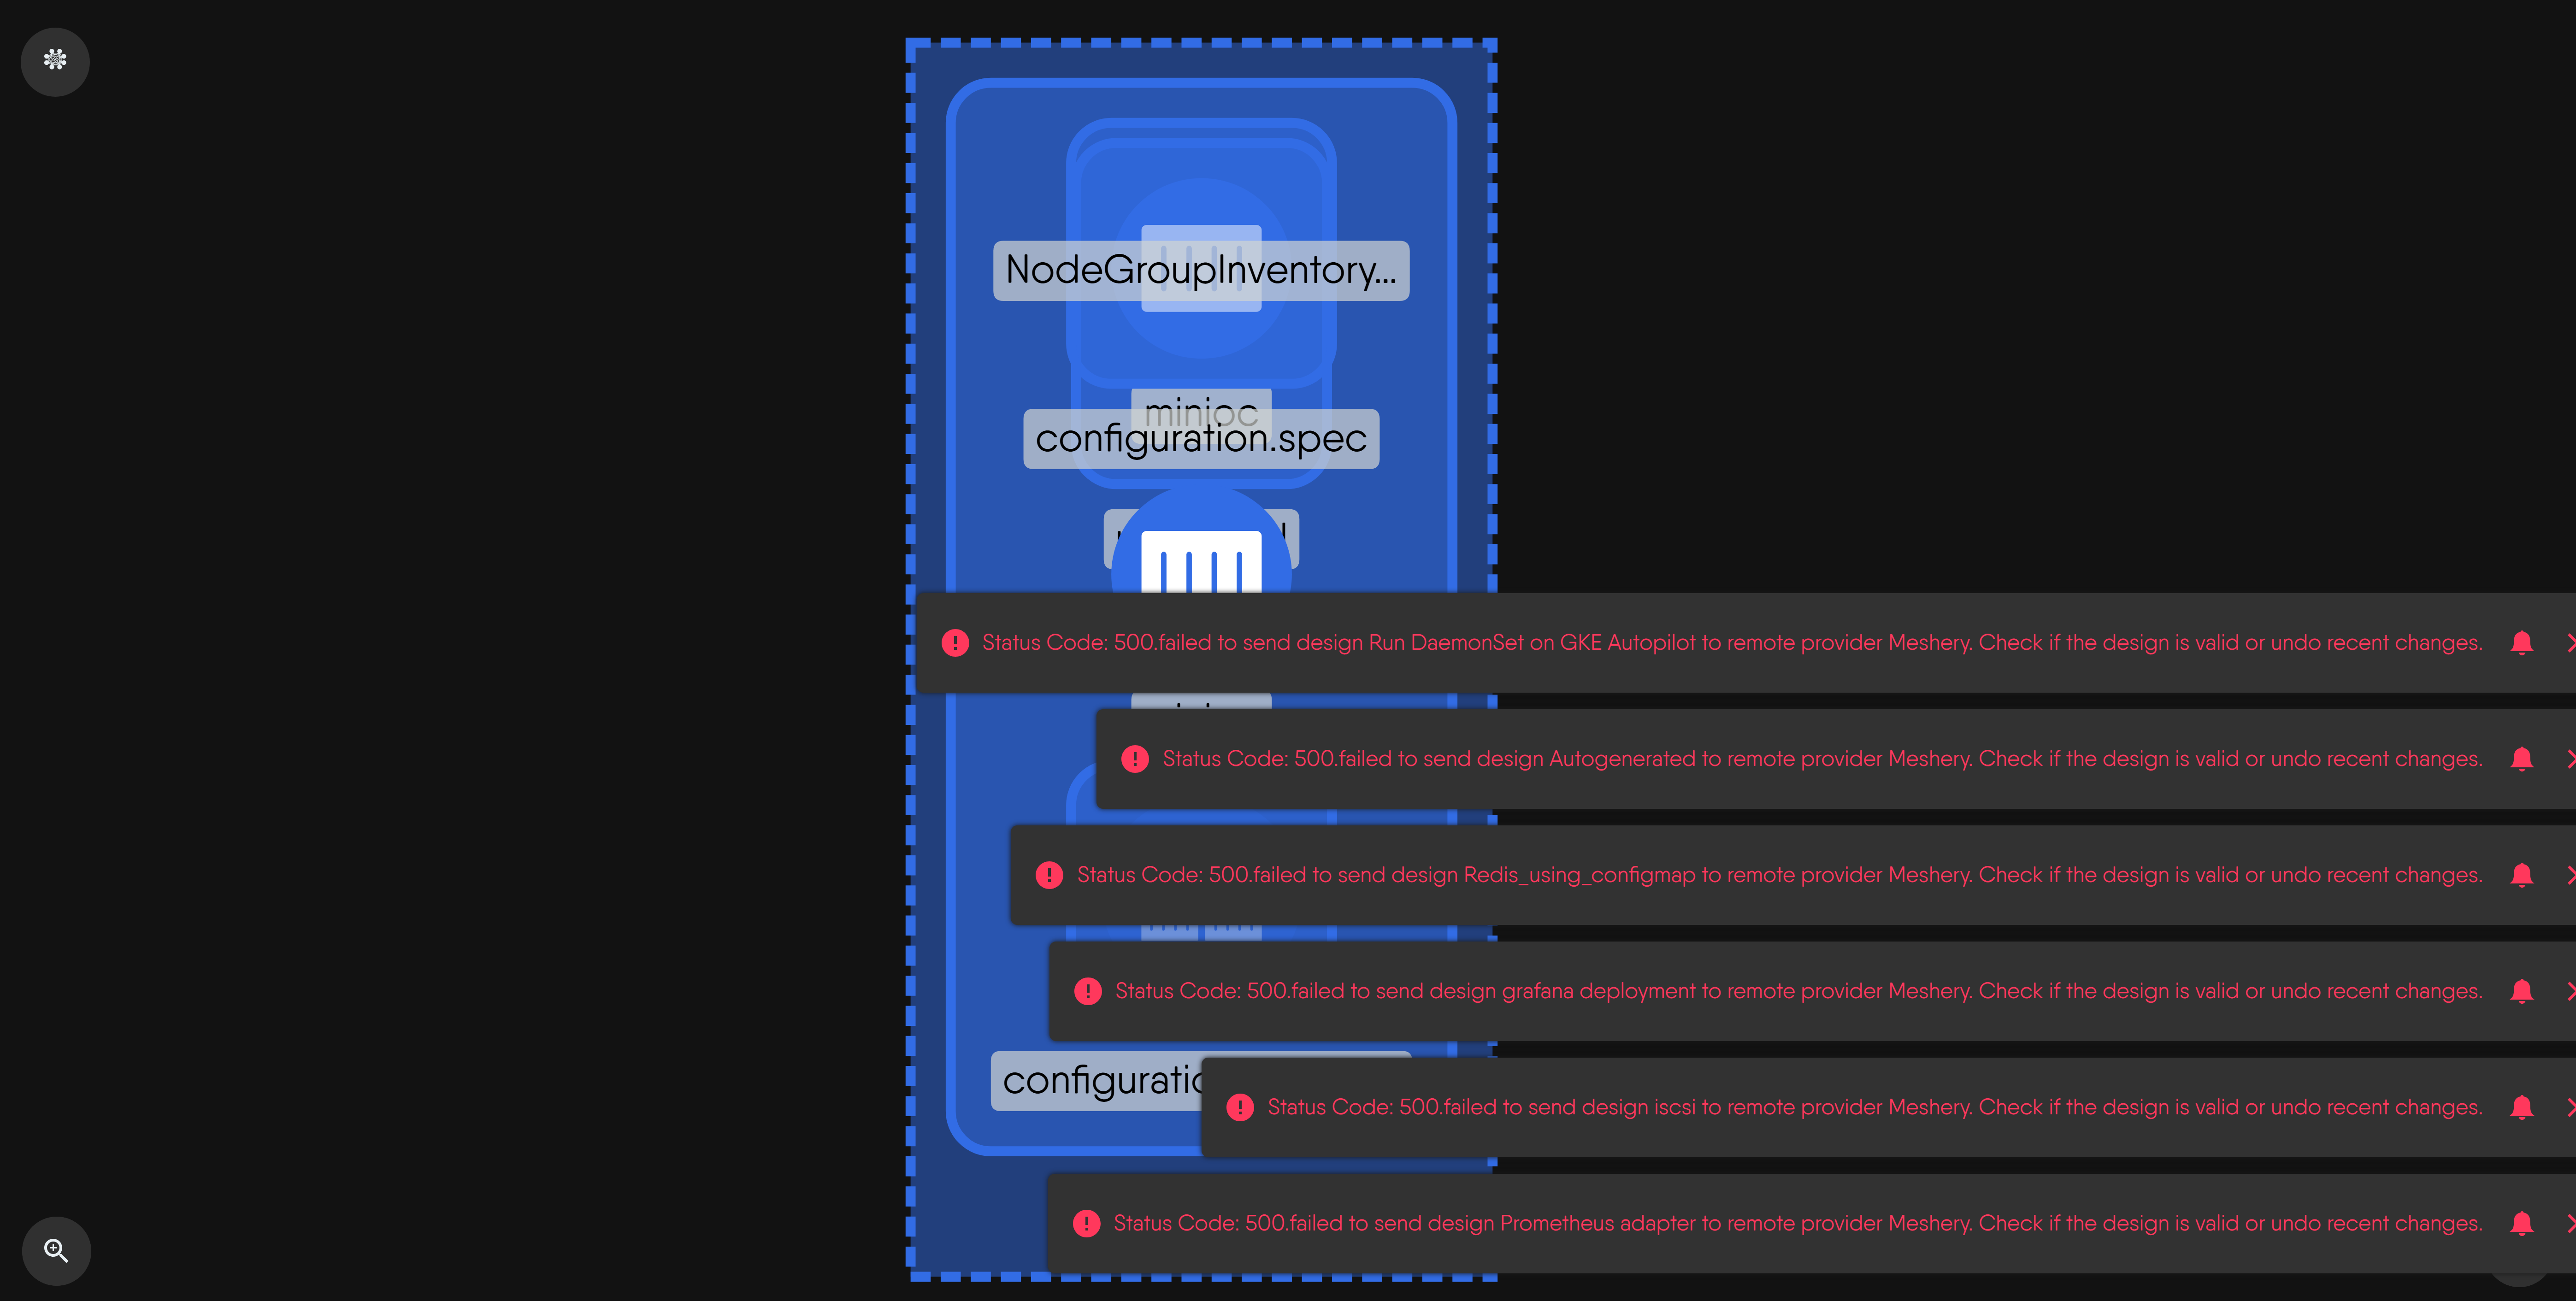 NodeGroupInventory...
minioc
configuration.spec
Status Code: 500.failed to send design Run DaemonSet on GKE Autopilot to remote provider Meshery. Check if the design is valid or undo recent changes.
Status Code: 500.failed to send design Autogenerated to remote provider Meshery. Check if the design is valid or undo recent changes.
Status Code: 500.failed to send design Redis_using_configmap to remote provider Meshery. Check if the design is valid or undo recent changes.
Status Code: 500.failed to send design grafana deployment to remote provider Meshery. Check if the design is valid or undo recent changes.
configuratic
Status Code: 500.failed to send design iscsi to remote provider Meshery. Check if the design is valid or undo recent changes.
Status Code: 500.failed to send design Prometheus adapter to remote provider Meshery. Check if the design is valid or undo recent changes.